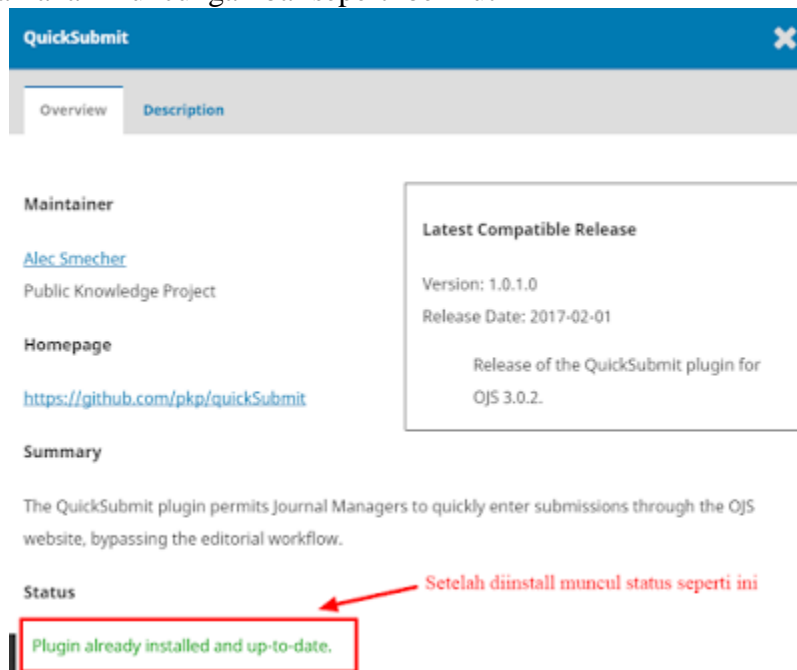 QuickSubmit
Overview
Description
Maintainer
Alec Smecher
Public Knowledge Project
Homepage
https://github.com/pkp/quickSubmit
Latest Compatible Release
Version: 1.0.1.0
Release Date: 2017-02-01
Release of the QuickSubmit plugin for
OJS 3.0.2.
Summary
The QuickSubmit plugin permits Journal Managers to quickly enter submissions through the OJS
website, bypassing the editorial workflow.
Status
Setelah diinstall muncul status seperti ini
Plugin already installed and up-to-date.